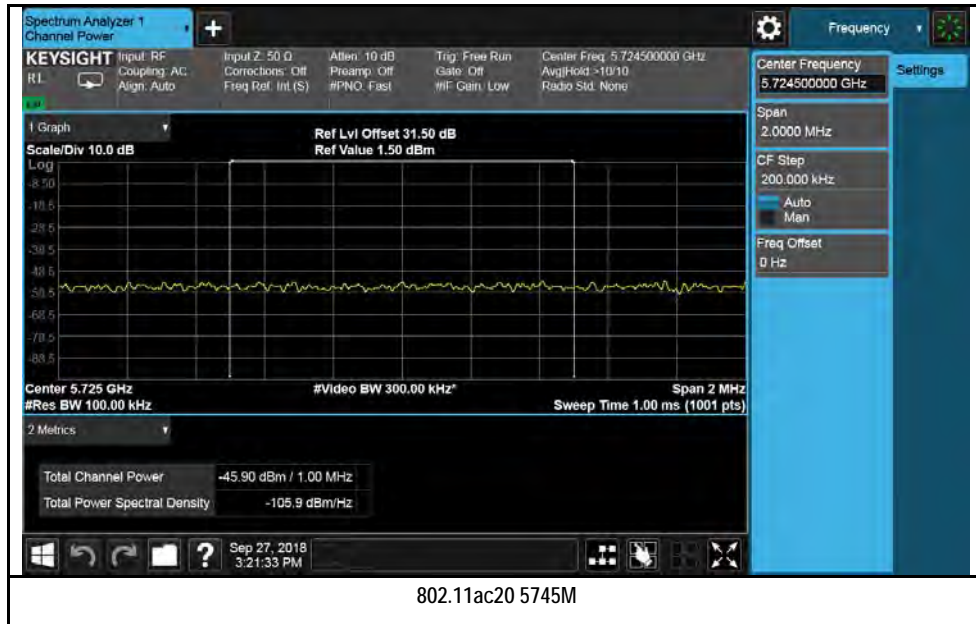 Spectrum Analyzer 1
Channel Power
+
Frequency
KEYSIGHT
RL
Input: RF
Coupling: AC
Align: Auto
Input Z: 50 Ω
Corrections: Off
Freq Ref: Int (S)
Atten: 10 dB
Preamp: Off
#PNO: Fast
Trig: Free Run
Gate: Off
#IF Gain: Low
Center Freq: 5.724500000 GHz
Avg|Hold:>10/10
Radio Std: None
Center Frequency
5.724500000 GHz
Settings
Span
2.0000 MHz
CF Step
200.000 kHz
Auto
Man
Freq Offset
0 Hz
1 Graph
Scale/Div 10.0 dB
Ref Lvl Offset 31.50 dB
Ref Value 1.50 dBm
Log
-8.50
-18.5
-28.5
-38.5
-48.5
-58.5
-68.5
-78.5
-88.5
Center 5.725 GHz
#Video BW 300.00 kHz*
Span 2 MHz
#Res BW 100.00 kHz
Sweep Time 1.00 ms (1001 pts)
2 Metrics
Total Channel Power
-45.90 dBm / 1.00 MHz
Total Power Spectral Density
-105.9 dBm/Hz
?
Sep 27, 2018
3:21:33 PM
802.11ac20 5745M